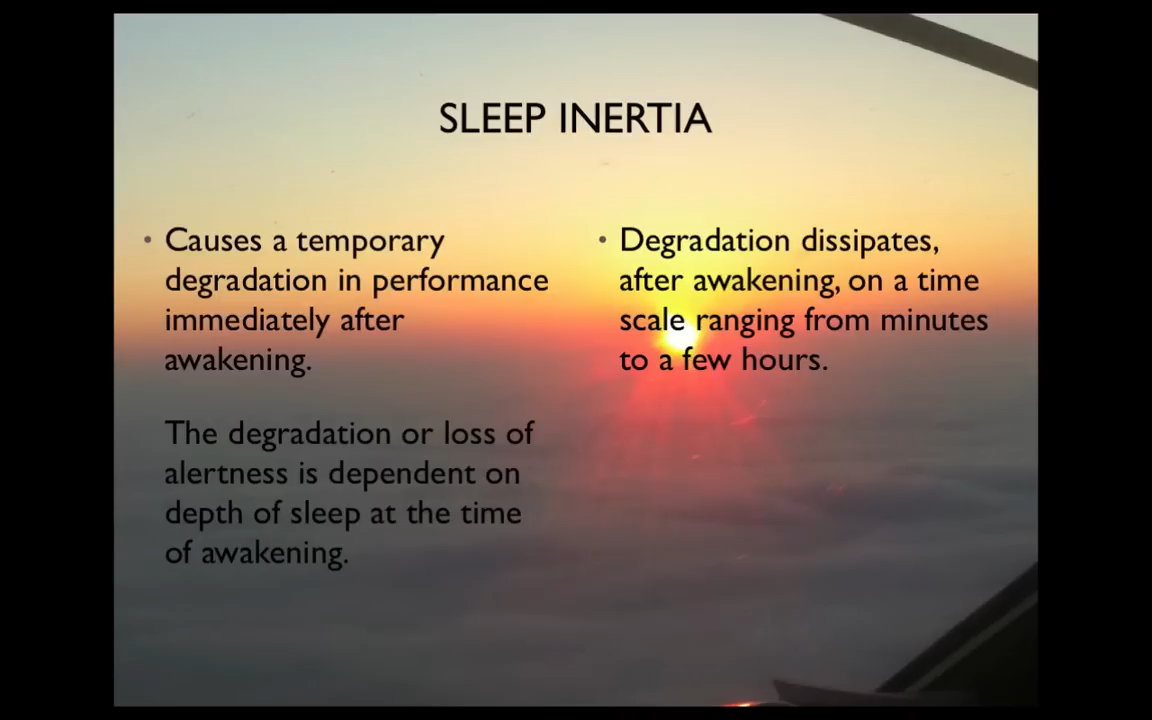 SLEEP INERTIA
• Causes a temporary
degradation in performance
immediately after
awakening.
The degradation or loss of
alertness is dependent on
depth of sleep at the time
of awakening.
• Degradation dissipates,
after awakening, on a time
scale ranging from minutes
to a few hours.